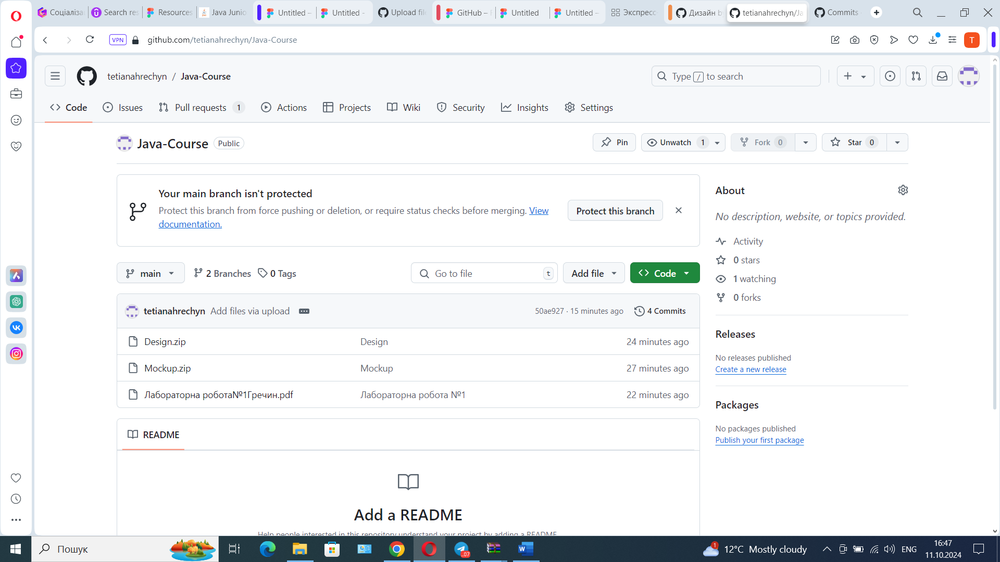 Соціаліза
Search res
Resources
Java Junio
Untitled –
Untitled -
Upload file
GitHub – F
Untitled
Untitled –
Экспресс-
Дизайн by
tetianahrechyn/Ja
Commits ·
VPN
github.com/tetianahrechyn/Java-Course
T
tetianahrechyn / Java-Course
Type / to search
Code
Issues
Pull requests 1
Actions
Projects
Wiki
Security
Insights
Settings
Java-Course Public
Pin
Unwatch 1
Fork 0
Star 0
Your main branch isn't protected
Protect this branch from force pushing or deletion, or require status checks before merging. View
documentation.
Protect this branch
About
No description, website, or topics provided.
Activity
0 stars
1 watching
0 forks
main
2 Branches
0 Tags
Go to file t
Add file
Code
tetianahrechyn Add files via upload
50ae927 · 15 minutes ago
4 Commits
Design.zip Design 24 minutes ago
Mockup.zip Mockup 27 minutes ago
Лабораторна робота№1Гречин.pdf Лабораторна робота №1 22 minutes ago
Releases
No releases published
Create a new release
Packages
No packages published
Publish your first package
README
Add a README
Help people interested in this repository understand your project by adding a README.
Пошук
..07
1
12°C Mostly cloudy
ENG
16:47
11.10.2024